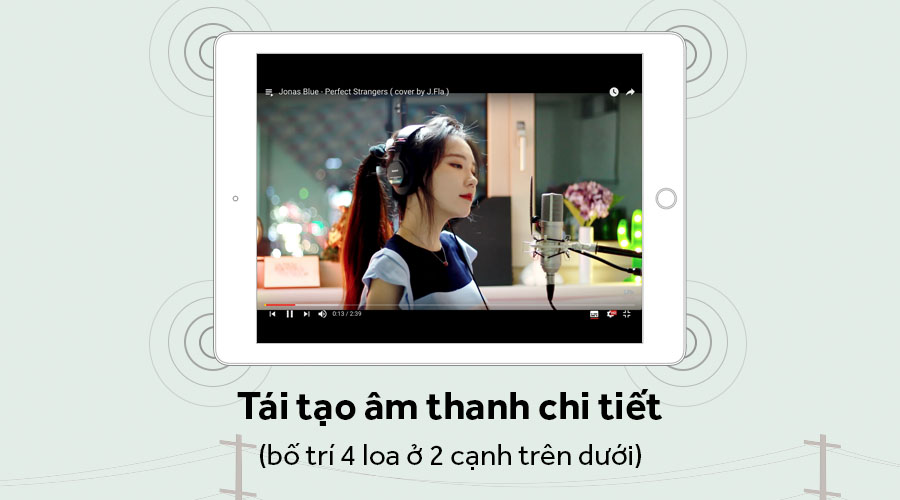 Jonas Blue - Perfect Strangers ( cover by J.Fla )
0:13 / 2:39
Tái tạo âm thanh chi tiết
(bố trí 4 loa ở 2 cạnh trên dưới)